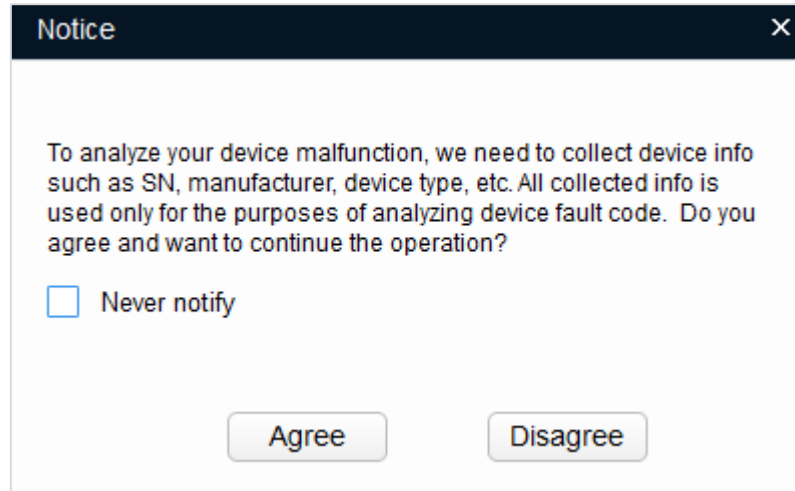 Notice
To analyze your device malfunction, we need to collect device info
such as SN, manufacturer, device type, etc. All collected info is
used only for the purposes of analyzing device fault code.  Do you
agree and want to continue the operation?
Never notify
Agree
Disagree